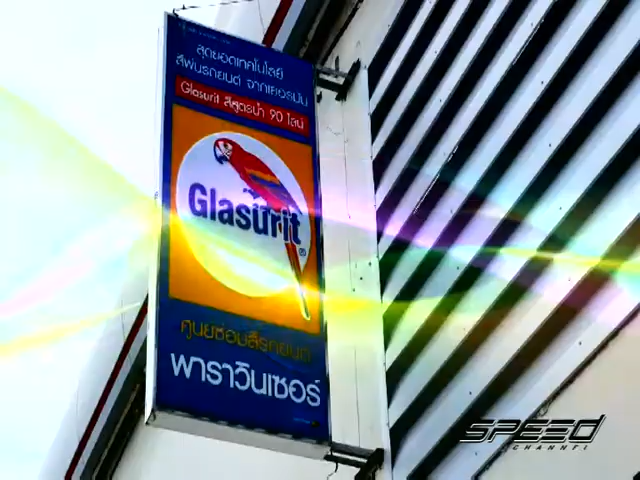 สุดยอดเทคโนโลยี
สีพ่นรถยนต์ จากเยอรมัน
Glasurit สีสูตรน้ำ 90 ไลน์
Glasurit
ศูนย์ซ่อมสีรถยนต์
พาราวินเซอร์
SPEED
CHANNEL